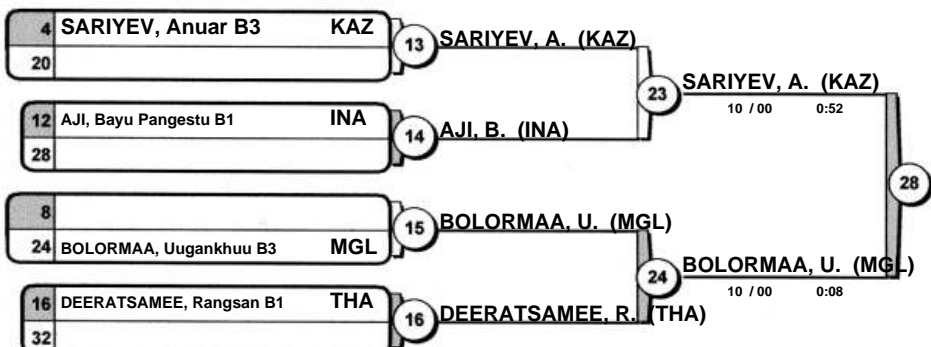 4 SARIYEV, Anuar B3 KAZ
20
13 SARIYEV, A. (KAZ)
12 AJI, Bayu Pangestu B1 INA
28
14 AJI, B. (INA)
23 SARIYEV, A. (KAZ)
10 / 00 0:52
8
24 BOLORMAA, Uugankhuu B3 MGL
15 BOLORMAA, U. (MGL)
16 DEERATSAMEE, Rangsan B1 THA
32
16 DEERATSAMEE, R. (THA)
24 BOLORMAA, U. (MGL)
10 / 00 0:08
28